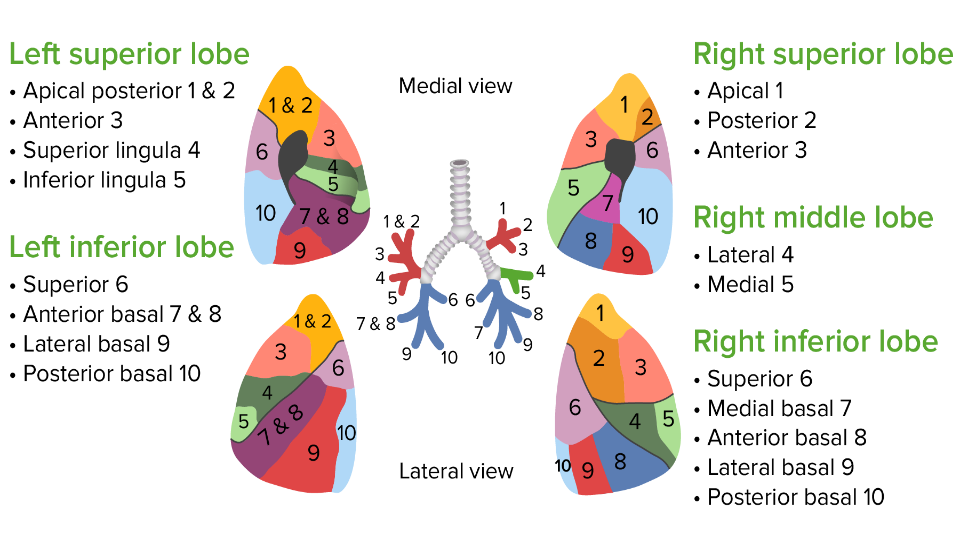 Left superior lobe
• Apical posterior 1 & 2
• Anterior 3
• Superior lingula 4
• Inferior lingula 5
Left inferior lobe
• Superior 6
• Anterior basal 7 & 8
• Lateral basal 9
• Posterior basal 10
1 & 2
3
6
4
5
10
7 & 8
9
1 & 2
3
6
4
5
7 & 8
10
9
Medial view
1 & 2
3
4
5
6
7 & 8
9
10
1
2
3
4
5
6
8
7
9
10
Lateral view
1
2
3
6
5
7
10
8
9
1
2
3
6
4
5
10
9
8
Right superior lobe
• Apical 1
• Posterior 2
• Anterior 3
Right middle lobe
• Lateral 4
• Medial 5
Right inferior lobe
• Superior 6
• Medial basal 7
• Anterior basal 8
• Lateral basal 9
• Posterior basal 10